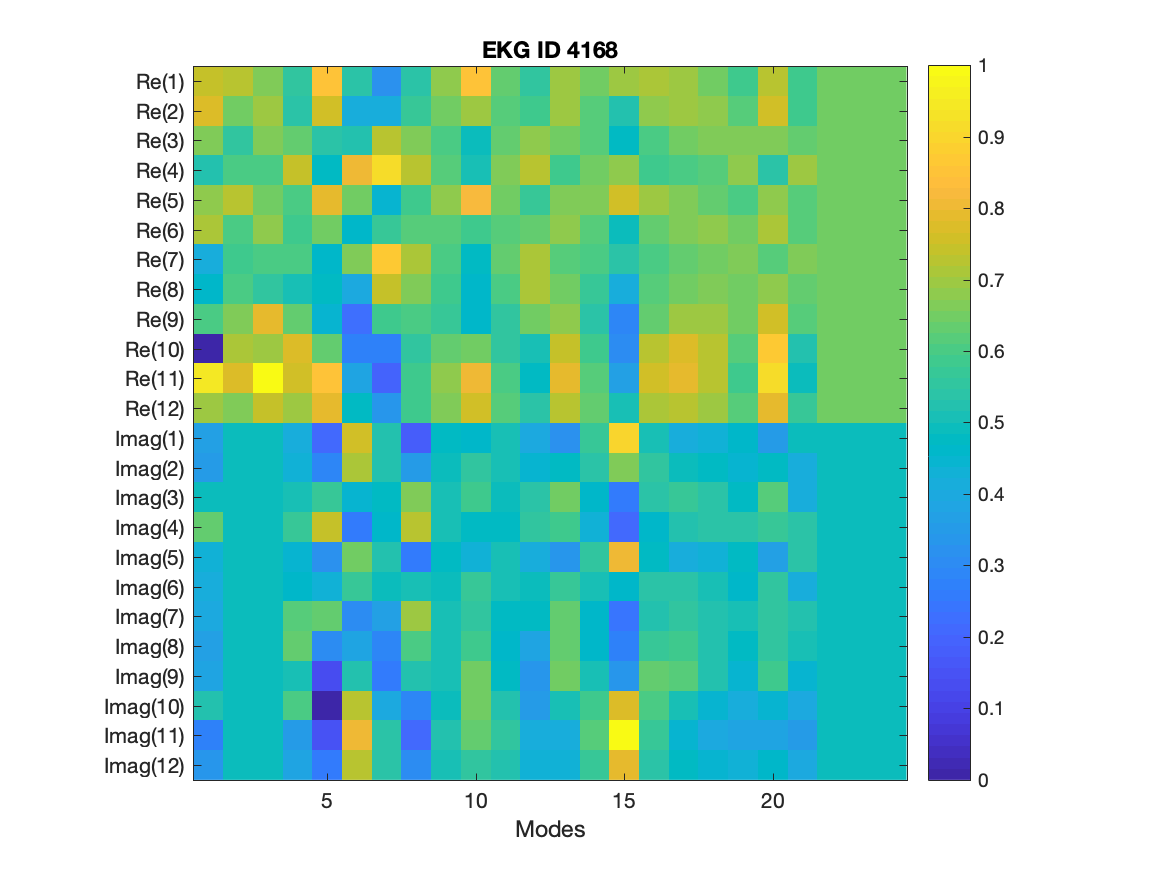 EKG ID 4168
Re(1)
Re(2)
Re(3)
Re(4)
Re(5)
Re(6)
Re(7)
Re(8)
Re(9)
Re(10)
Re(11)
Re(12)
Imag(1)
Imag(2)
Imag(3)
Imag(4)
Imag(5)
Imag(6)
Imag(7)
Imag(8)
Imag(9)
Imag(10)
Imag(11)
Imag(12)
5 10 15 20
Modes
1
0.9
0.8
0.7
0.6
0.5
0.4
0.3
0.2
0.1
0